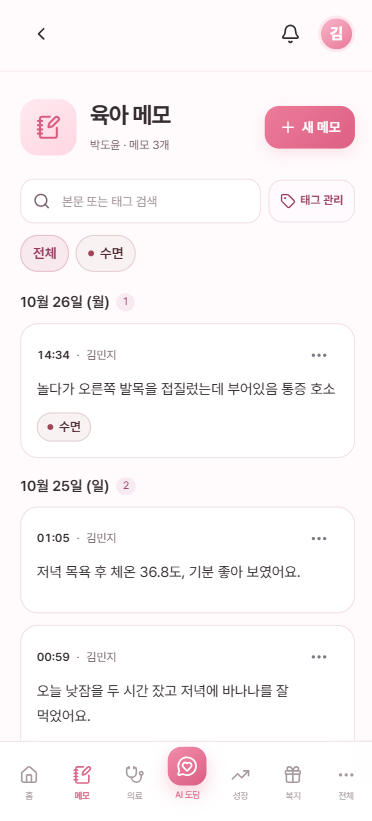 김
육아 메모
박도윤 · 메모 3개
새 메모
본문 또는 태그 검색
태그 관리
전체
수면
10월 26일 (월) 1
14:34 · 김민지
놀다가 오른쪽 발목을 접질렀는데 부어있음 통증 호소
수면
10월 25일 (일) 2
01:05 · 김민지
저녁 목욕 후 체온 36.8도, 기분 좋아 보였어요.
00:59 · 김민지
오늘 낮잠을 두 시간 잤고 저녁에 바나나를 잘
먹었어요.
홈
메모
의료
AI 도담
성장
복지
전체